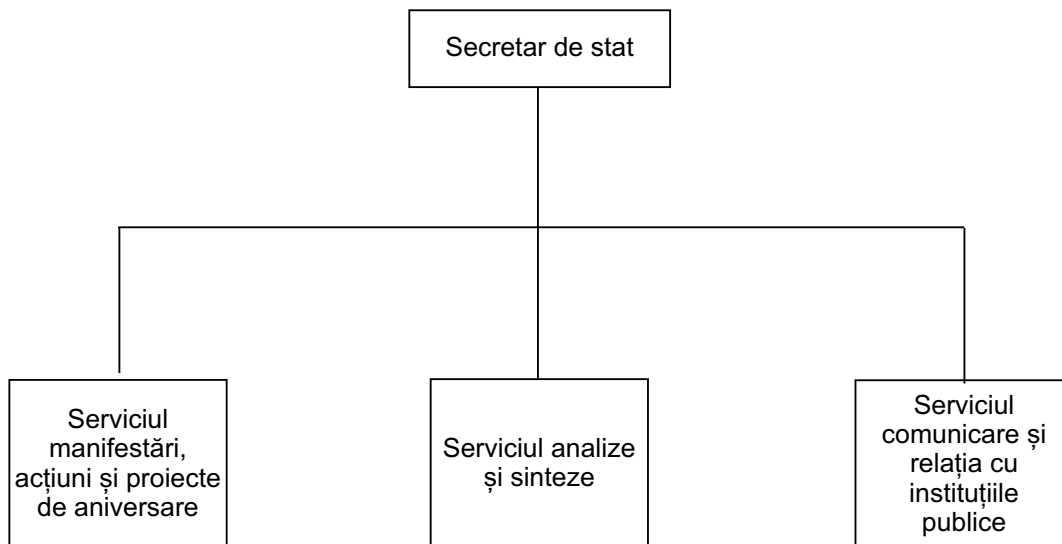 Secretar de stat
Serviciul
manifestări,
acțiuni și proiecte
de aniversare
Serviciul analize
și sinteze
Serviciul
comunicare și
relația cu
instituțiile
publice